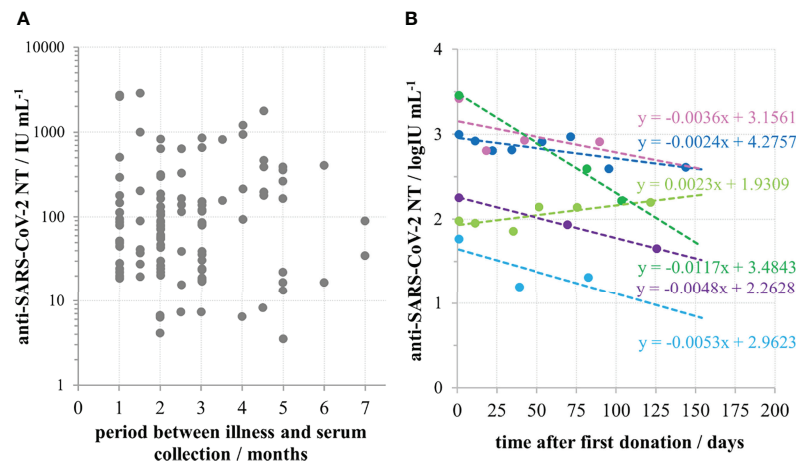 A
anti-SARS-CoV-2 NT / IU mL-1
10000
1000
100
10
1
0 1 2 3 4 5 6 7
period between illness and serum
collection / months
B
anti-SARS-CoV-2 NT / logIU mL-1
4
3
2
1
0
y = -0.0036x + 3.1561
y = -0.0024x + 4.2757
y = 0.0023x + 1.9309
y = -0.0117x + 3.4843
y = -0.0048x + 2.2628
y = -0.0053x + 2.9623
0 25 50 75 100 125 150 175 200
time after first donation / days